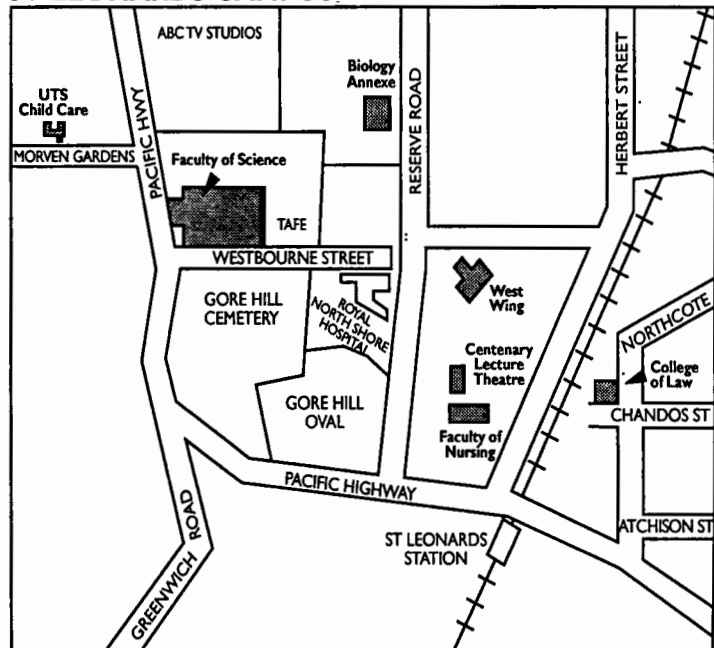 ABC TV STUDIOS
UTS
Child Care
MORVEN GARDENS
PACIFIC HWY
Biology
Annexe
RESERVE ROAD
HERBERT STREET
Faculty of Science
TAFE
WESTBOURNE STREET
GORE HILL
CEMETERY
ROYAL
NORTH SHORE
HOSPITAL
West
Wing
NORTHCOTE
Centenary
Lecture
Theatre
College
of Law
CHANDOS ST
GORE HILL
OVAL
Faculty of
Nursing
PACIFIC HIGHWAY
ATCHISON ST
ST LEONARDS
STATION
GREENWICH ROAD